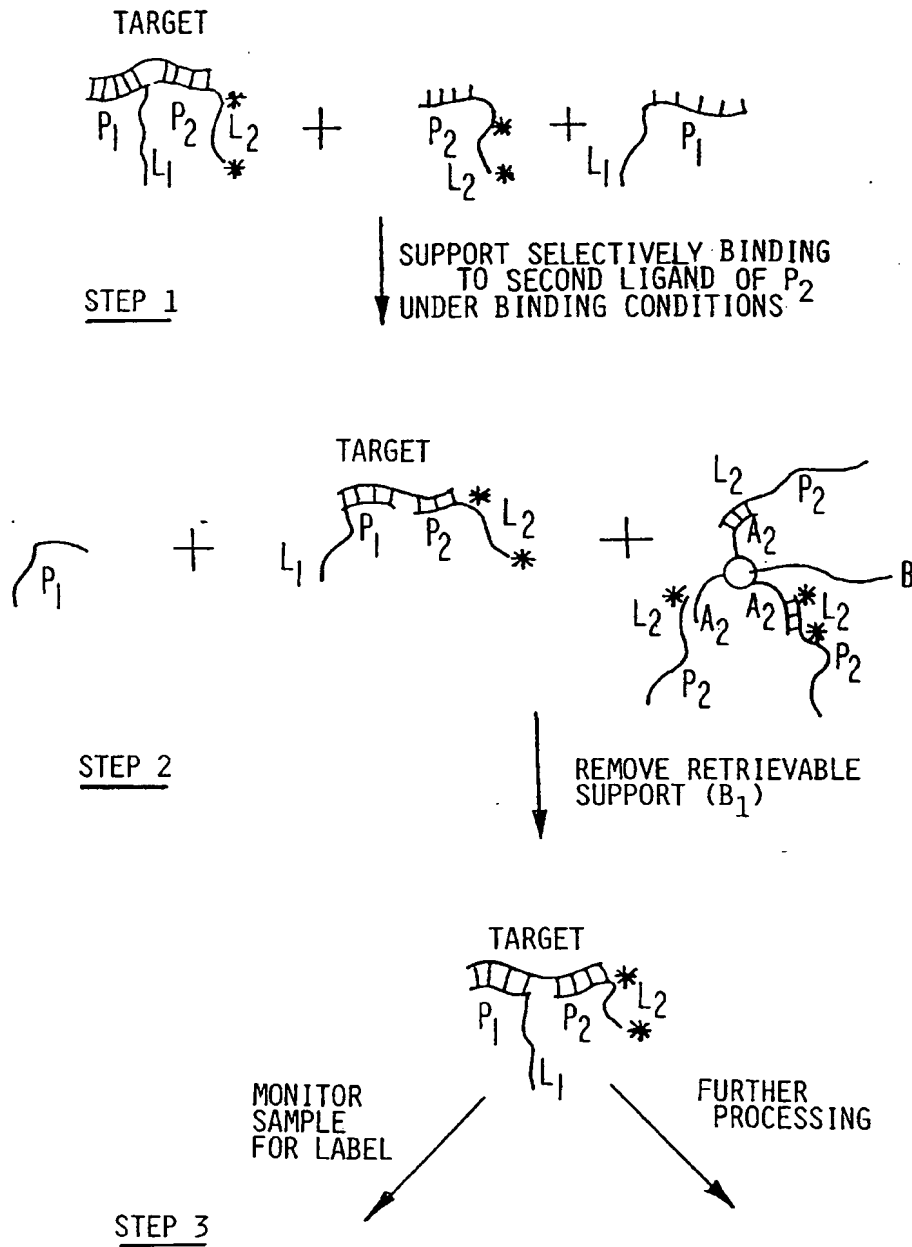 TARGET
P1 P2 L2 + P2 + P1
L1 L2 L1
SUPPORT SELECTIVELY BINDING
TO SECOND LIGAND OF P2
UNDER BINDING CONDITIONS
STEP 1
TARGET
L2 P2
A2
P1 + L1 P1 P2 L2 + B
L2 A2 A2 L2
P2 P2
STEP 2
REMOVE RETRIEVABLE
SUPPORT (B1)
TARGET
P1 P2 L2
L1
MONITOR
SAMPLE
FOR LABEL
FURTHER
PROCESSING
STEP 3